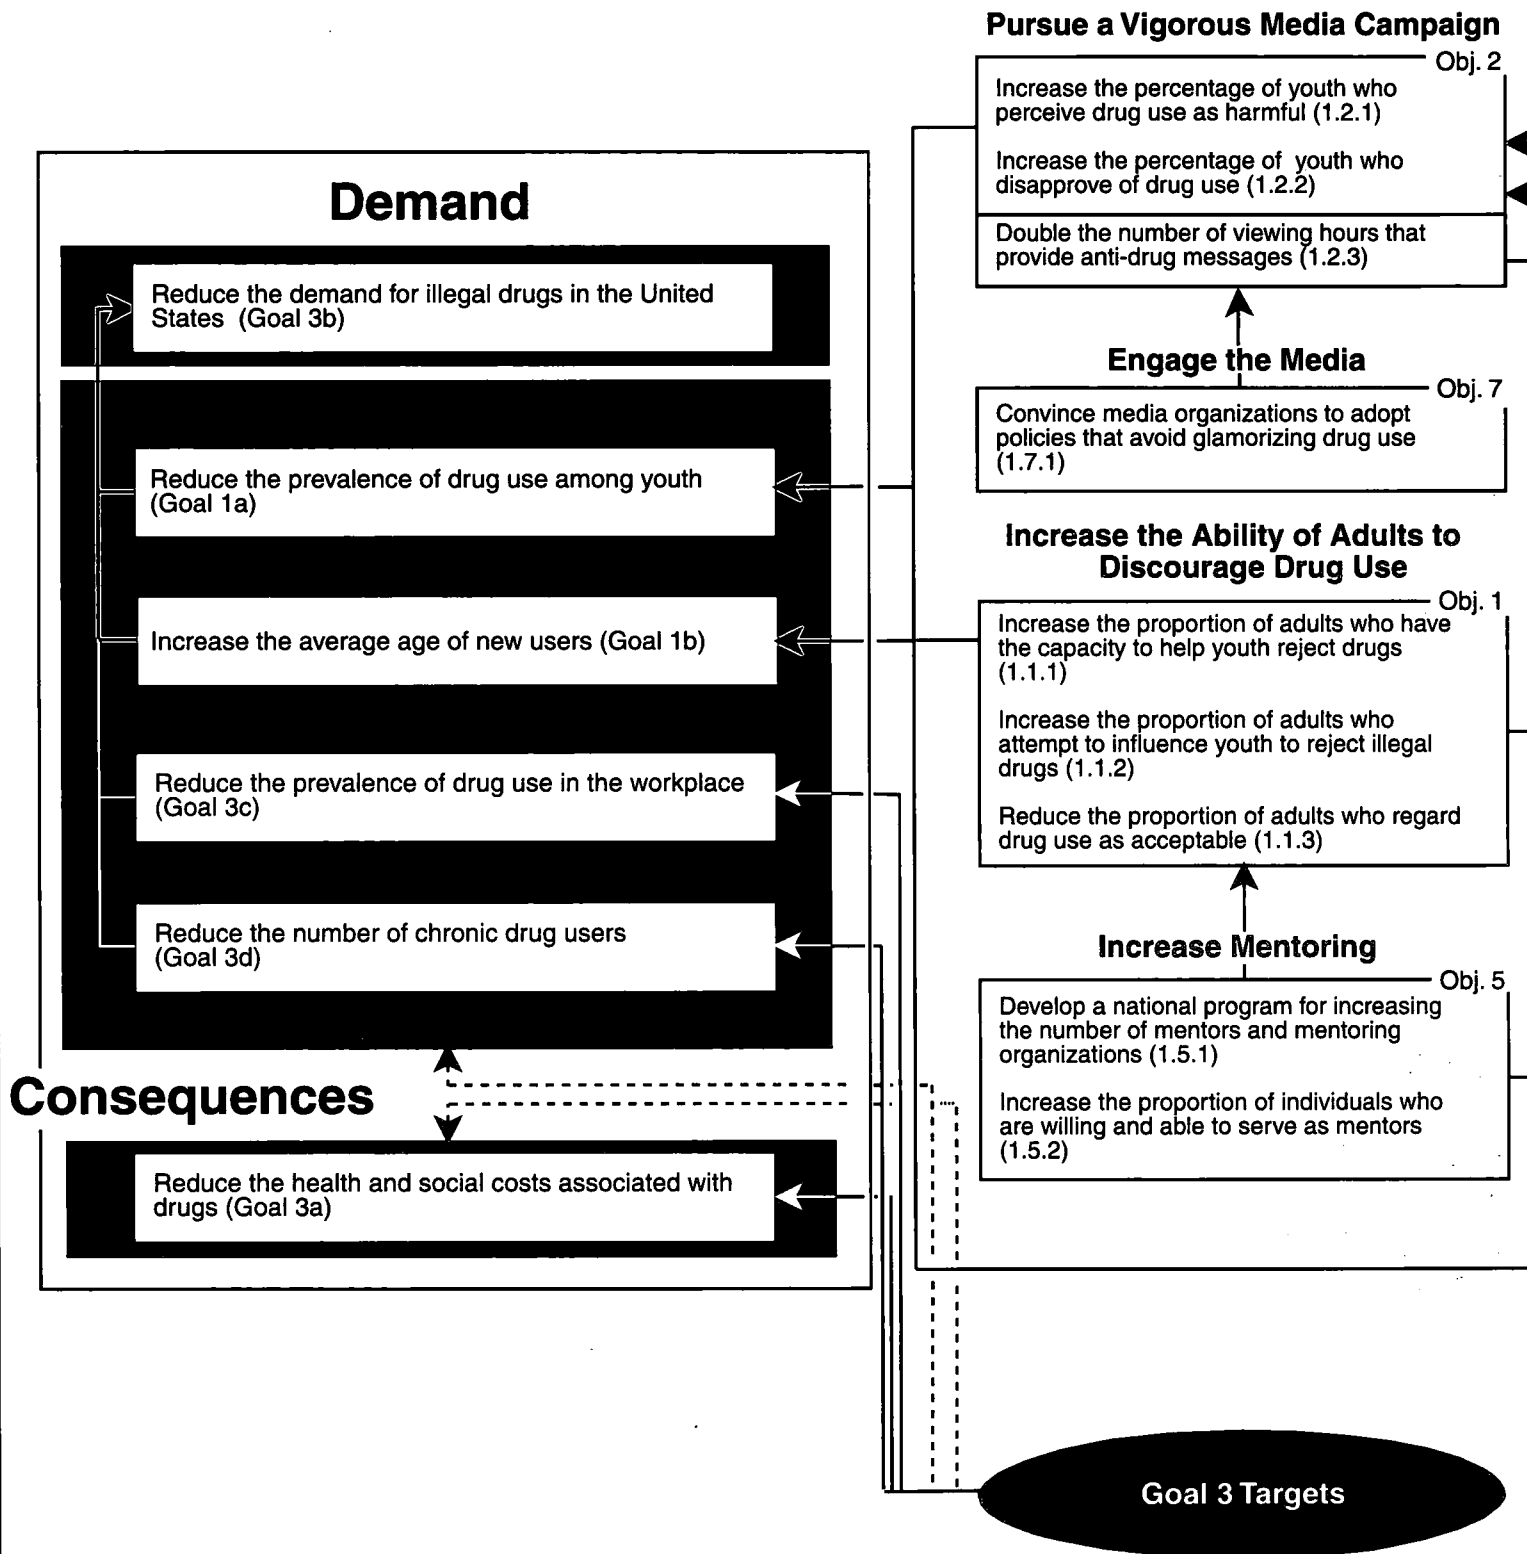 Demand
Reduce the demand for illegal drugs in the United
States (Goal 3b)
Reduce the prevalence of drug use among youth
(Goal 1a)
Increase the average age of new users (Goal 1b)
Reduce the prevalence of drug use in the workplace
(Goal 3c)
Reduce the number of chronic drug users
(Goal 3d)
Consequences
Reduce the health and social costs associated with
drugs (Goal 3a)
Pursue a Vigorous Media Campaign
Obj. 2
Increase the percentage of youth who
perceive drug use as harmful (1.2.1)
Increase the percentage of youth who
disapprove of drug use (1.2.2)
Double the number of viewing hours that
provide anti-drug messages (1.2.3)
Engage the Media
Obj. 7
Convince media organizations to adopt
policies that avoid glamorizing drug use
(1.7.1)
Increase the Ability of Adults to
Discourage Drug Use
Obj. 1
Increase the proportion of adults who have
the capacity to help youth reject drugs
(1.1.1)
Increase the proportion of adults who
attempt to influence youth to reject illegal
drugs (1.1.2)
Reduce the proportion of adults who regard
drug use as acceptable (1.1.3)
Increase Mentoring
Obj. 5
Develop a national program for increasing
the number of mentors and mentoring
organizations (1.5.1)
Increase the proportion of individuals who
are willing and able to serve as mentors
(1.5.2)
Goal 3 Targets